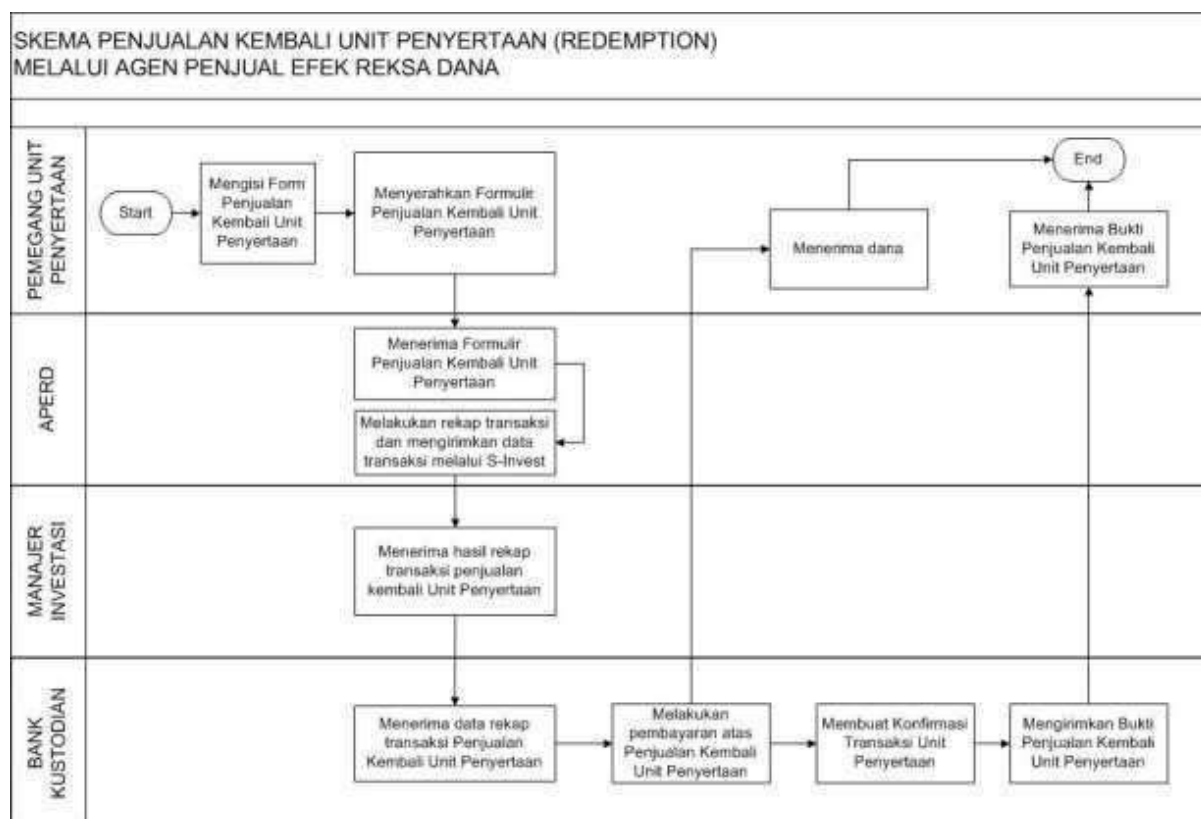 SKEMA PENJUALAN KEMBALI UNIT PENYERTAAN (REDEMPTION)
MELALUI AGEN PENJUAL EFEK REKSA DANA
PEMEGANG UNIT
PENYERTAAN
Start
Mengisi Form
Penjualan
Kembali Unit
Penyertaan
Menyerahkan Formulir
Penjualan Kembali Unit
Penyertaan
Menerima dana
End
Menerima Bukti
Penjualan Kembali
Unit Penyertaan
APERD
Menerima Formulir
Penjualan Kembali Unit
Penyertaan
Melakukan rekap transaksi
dan mengirimkan data
transaksi melalui S-Invest
MANAJER
INVESTASI
Menerima hasil rekap
transaksi penjualan
kembali Unit Penyertaan
BANK
KUSTODIAN
Menerima data rekap
transaksi Penjualan
Kembali Unit Penyertaan
Melakukan
pembayaran atas
Penjualan Kembali
Unit Penyertaan
Membuat Konfirmasi
Transaksi Unit
Penyertaan
Mengirimkan Bukti
Penjualan Kembali
Unit Penyertaan